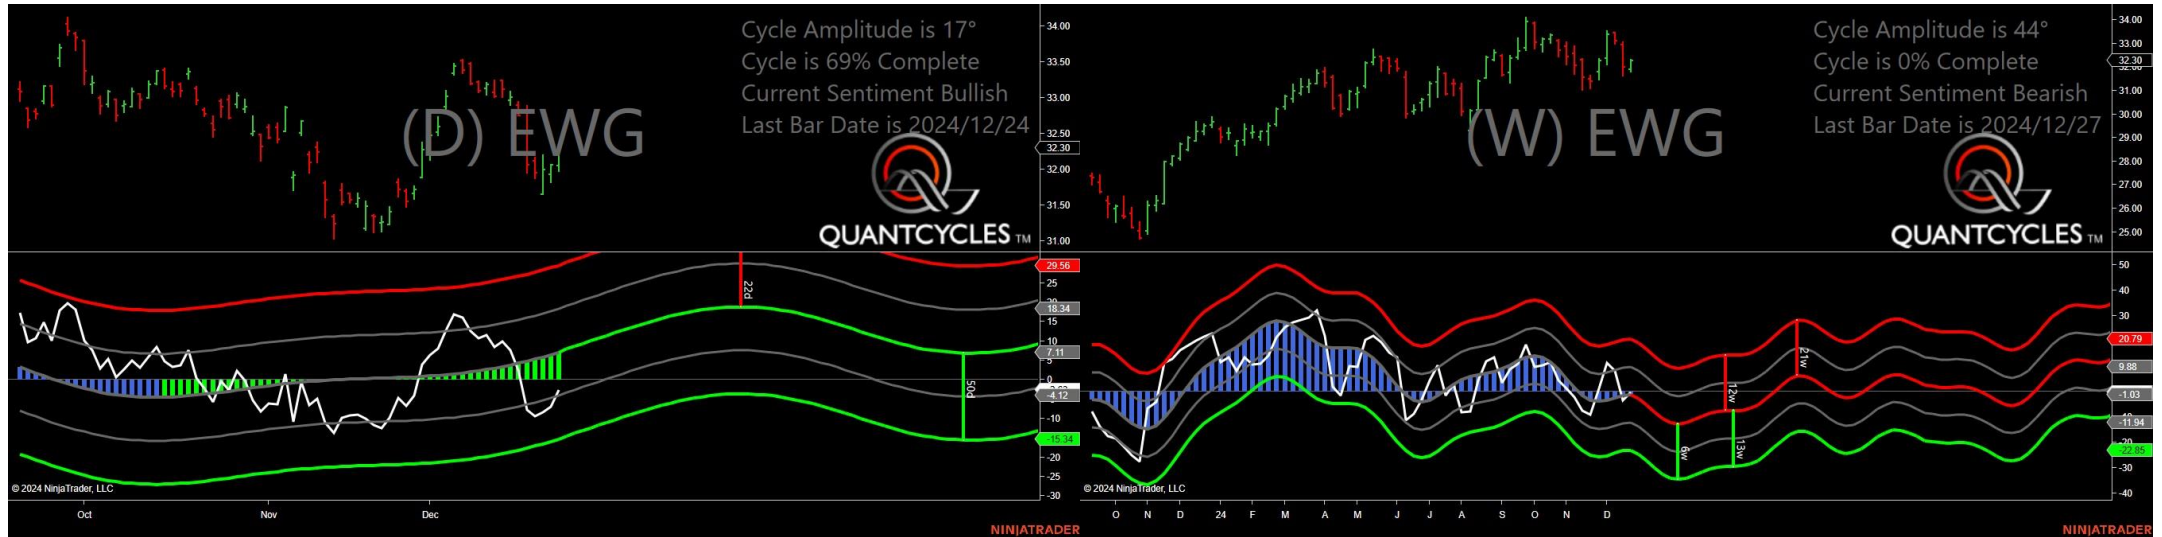 Cycle Amplitude is 17°
Cycle is 69% Complete
Current Sentiment Bullish
Last Bar Date is 2024/12/24
(D) EWG
QUANTCYCLES TM
34.00
33.50
33.00
32.50
32.30
32.00
31.50
31.00
29.56
25
18.34
15
10
7.11
5
0
-4.12
-10
-15.34
-20
-25
-30
22d
50d
© 2024 NinjaTrader, LLC
Oct Nov Dec
NINJATRADER
Cycle Amplitude is 44°
Cycle is 0% Complete
Current Sentiment Bearish
Last Bar Date is 2024/12/27
(W) EWG
QUANTCYCLES TM
34.00
33.00
32.30
31.00
30.00
29.00
28.00
27.00
26.00
25.00
50
40
30
20.79
9.88
-1.03
-11.94
-22.85
-30
-40
6w
12w
13w
21w
© 2024 NinjaTrader, LLC
O N D 24 F M A M J J A S O N D
NINJATRADER